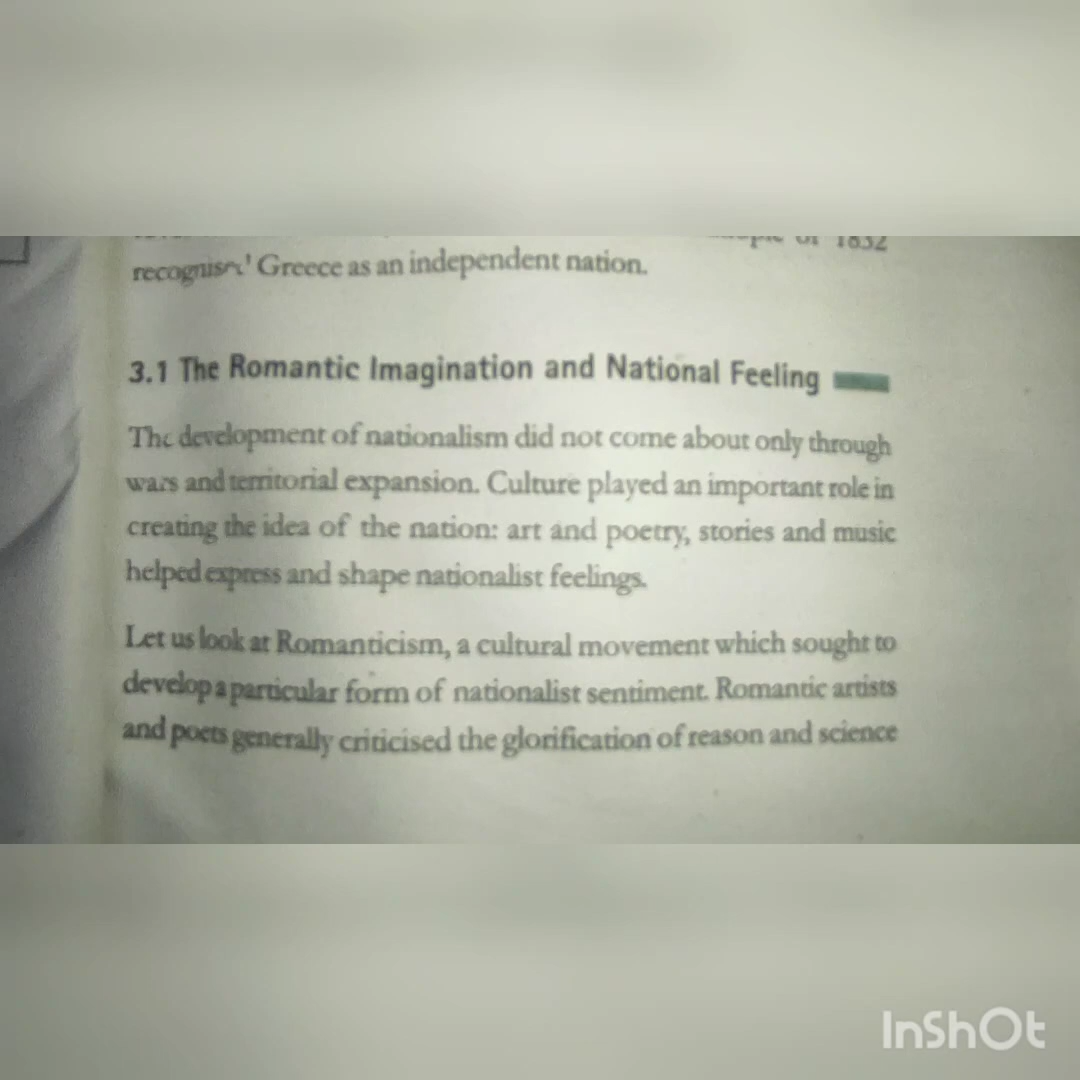 of 1832
recognised Greece as an independent nation.
3.1 The Romantic Imagination and National Feeling
The development of nationalism did not come about only through
wars and territorial expansion. Culture played an important role in
creating the idea of the nation: art and poetry, stories and music
helped express and shape nationalist feelings.
Let us look at Romanticism, a cultural movement which sought to
develop a particular form of nationalist sentiment. Romantic artists
and poets generally criticised the glorification of reason and science
InShOt